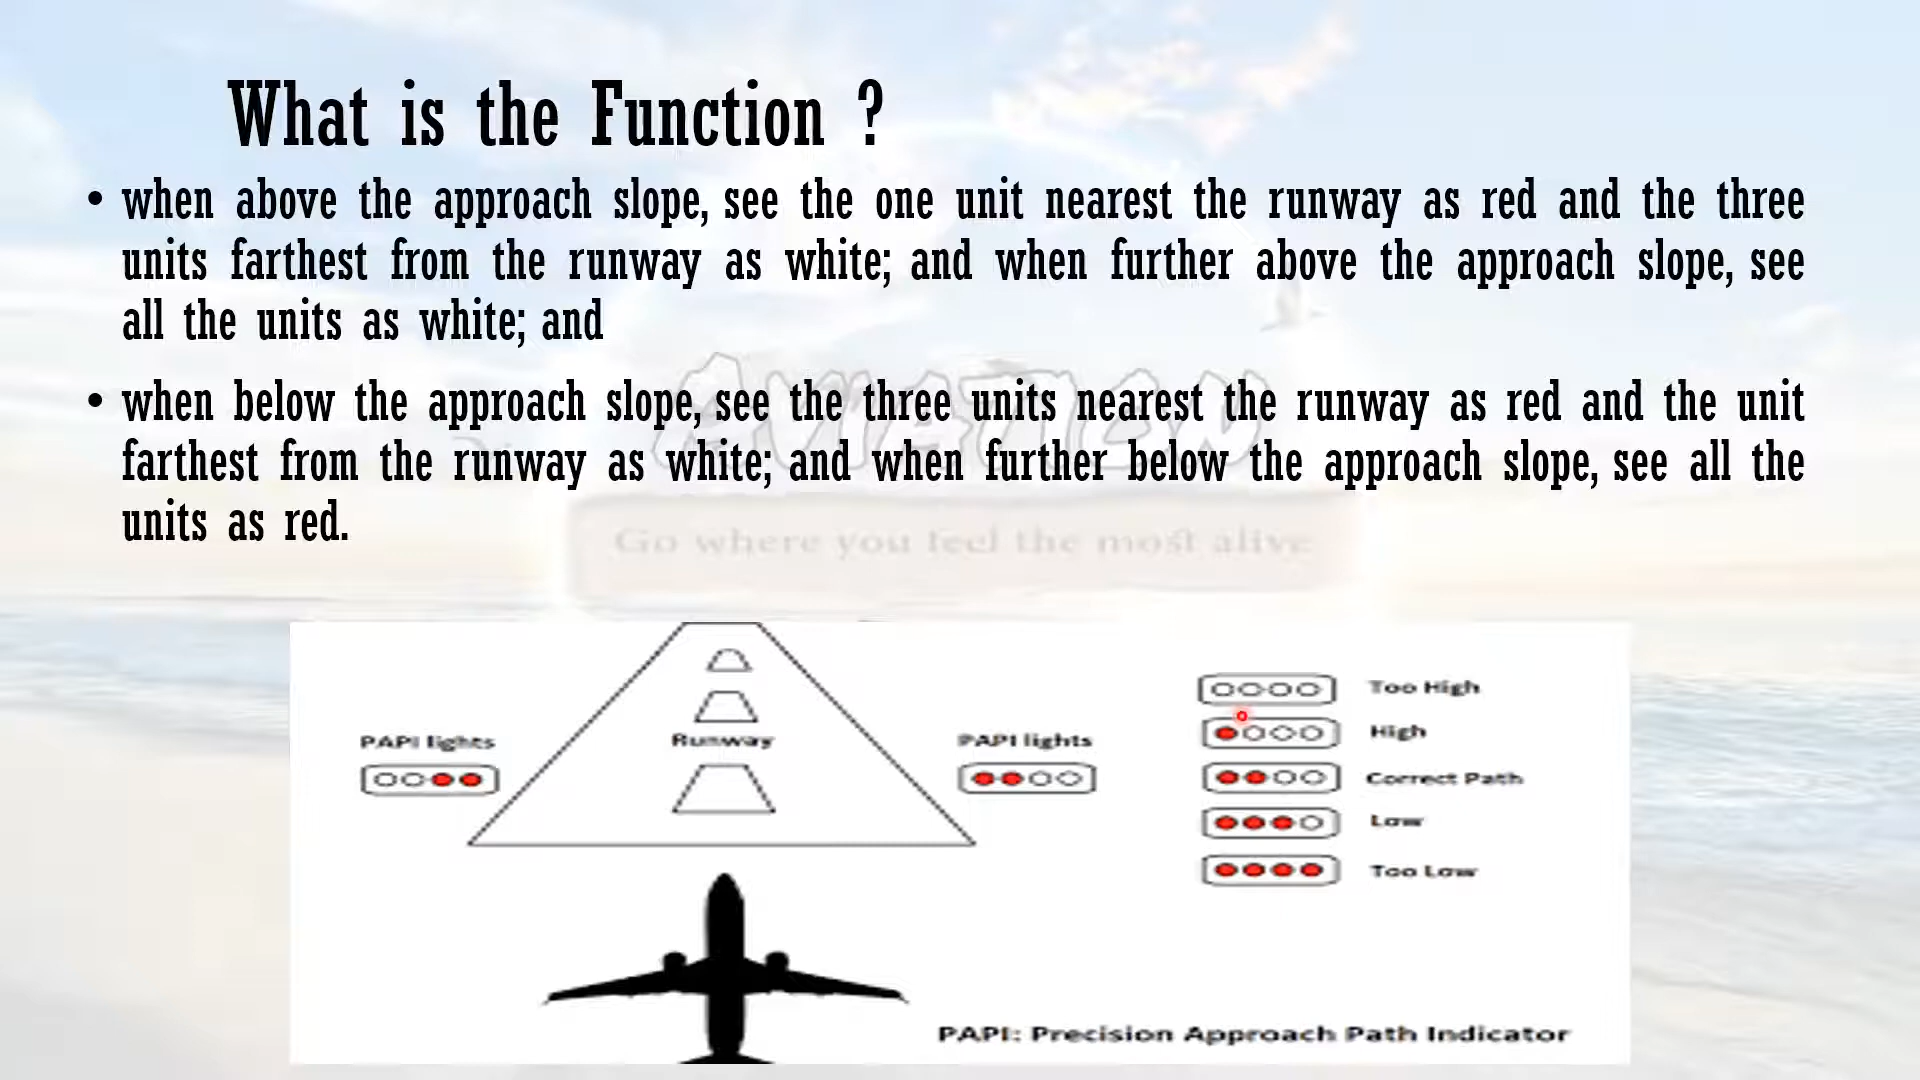 What is the Function ?
• when above the approach slope, see the one unit nearest the runway as red and the three
units farthest from the runway as white; and when further above the approach slope, see
all the units as white; and
• when below the approach slope, see the three units nearest the runway as red and the unit
farthest from the runway as white; and when further below the approach slope, see all the
units as red.
AVIATION
Go where you feel the most alive
PAPI lights
Runway
PAPI lights
Too High
High
Correct Path
Low
Too Low
PAPI: Precision Approach Path Indicator